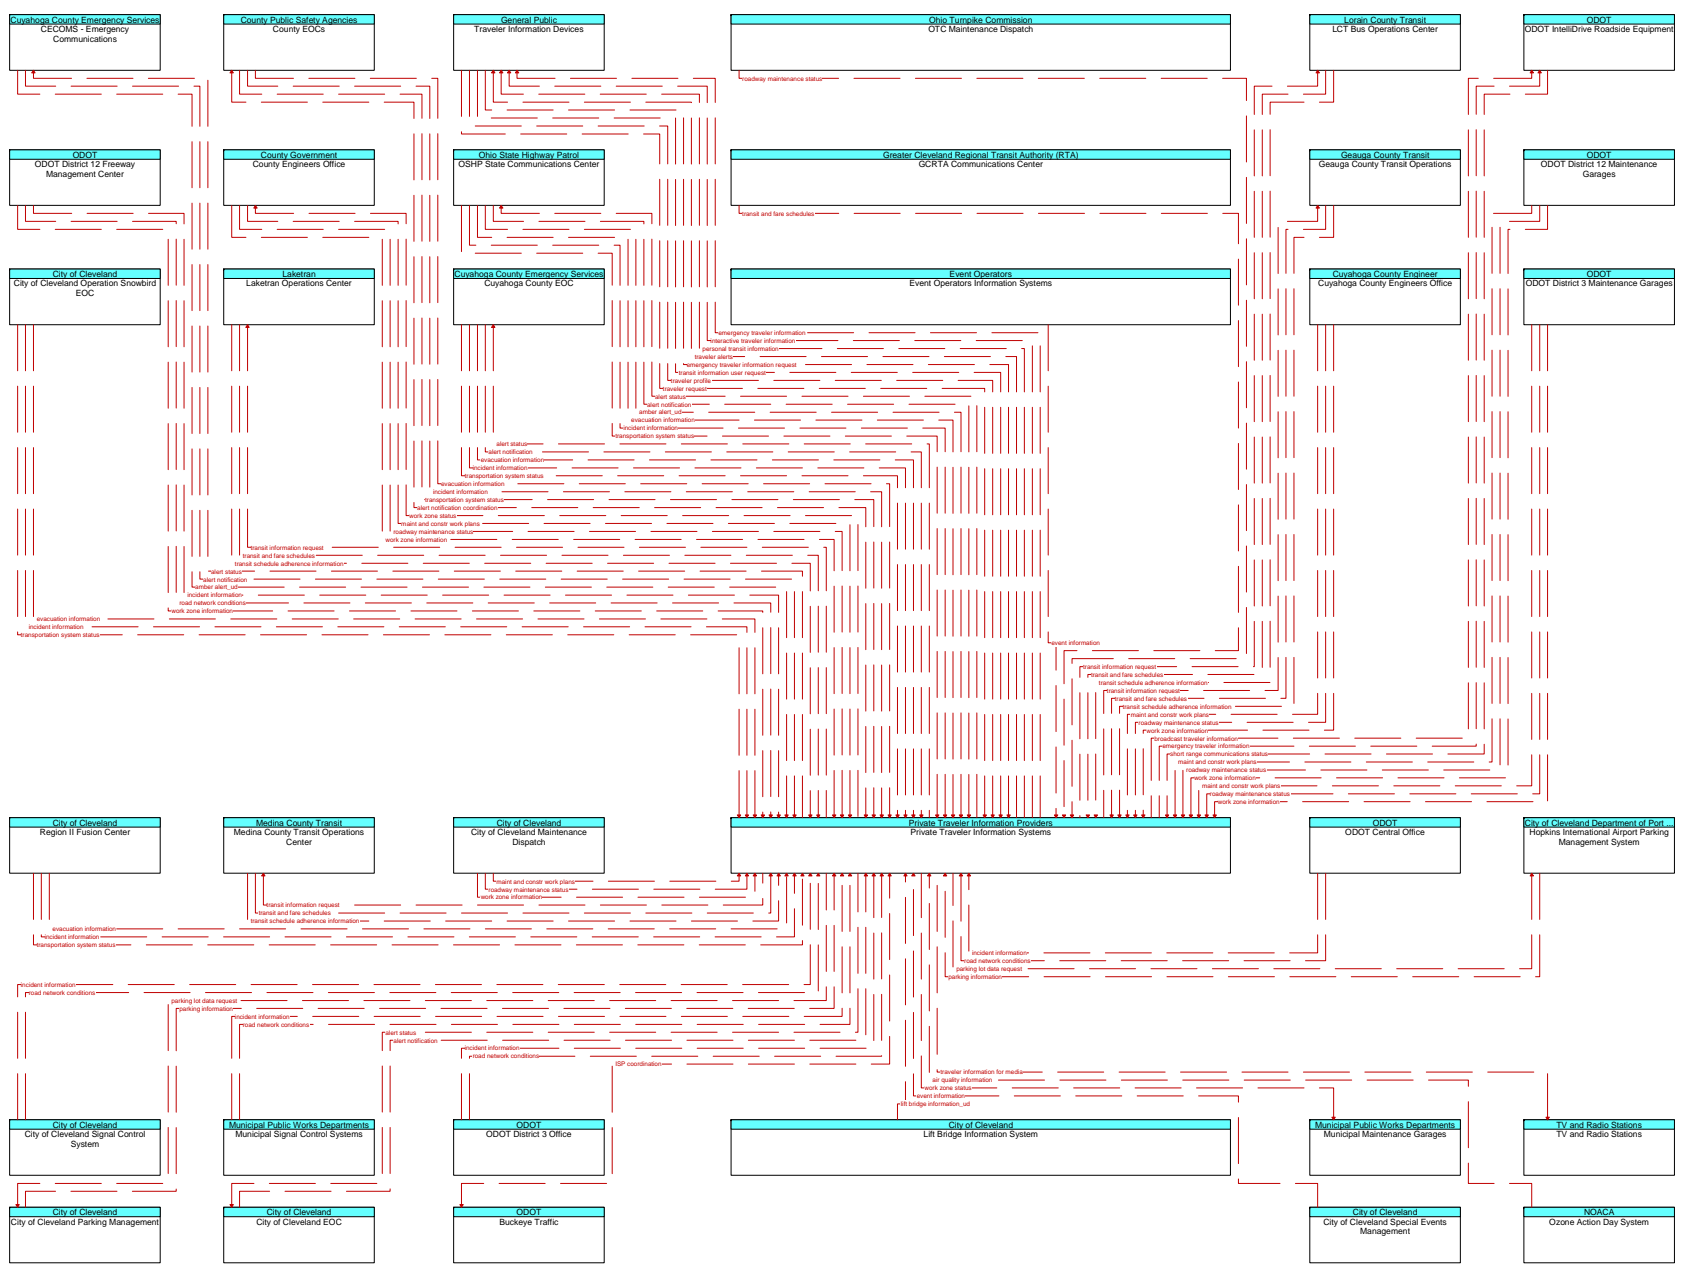 Cuyahoga County Emergency Services
CECOMS - Emergency
Communications
County Public Safety Agencies
County EOCs
General Public
Traveler Information Devices
Ohio Turnpike Commission
OTC Maintenance Dispatch
Lorain County Transit
LCT Bus Operations Center
ODOT
ODOT IntelliDrive Roadside Equipment
roadway maintenance status
ODOT
ODOT District 12 Freeway
Management Center
County Government
County Engineers Office
Ohio State Highway Patrol
OSHP State Communications Center
Greater Cleveland Regional Transit Authority (RTA)
GCRTA Communications Center
Geauga County Transit
Geauga County Transit Operations
ODOT
ODOT District 12 Maintenance
Garages
transit and fare schedules
City of Cleveland
City of Cleveland Operation Snowbird
EOC
Laketran
Laketran Operations Center
Cuyahoga County Emergency Services
Cuyahoga County EOC
Event Operators
Event Operators Information Systems
Cuyahoga County Engineer
Cuyahoga County Engineers Office
ODOT
ODOT District 3 Maintenance Garages
emergency traveler information
interactive traveler information
personal transit information
traveler alerts
emergency traveler information request
transit information user request
traveler profile
traveler request
alert status
alert notification
amber alert_ud
evacuation information
incident information
transportation system status
alert status
alert notification
evacuation information
incident information
transportation system status
evacuation information
incident information
transportation system status
alert notification coordination
work zone status
maint and constr work plans
roadway maintenance status
work zone information
transit information request
transit and fare schedules
transit schedule adherence information
alert status
alert notification
amber alert_ud
incident information
road network conditions
work zone information
evacuation information
incident information
transportation system status
event information
transit information request
transit and fare schedules
transit schedule adherence information
transit information request
transit and fare schedules
transit schedule adherence information
maint and constr work plans
roadway maintenance status
work zone information
broadcast traveler information
emergency traveler information
short range communications status
maint and constr work plans
roadway maintenance status
work zone information
maint and constr work plans
roadway maintenance status
work zone information
City of Cleveland
Region II Fusion Center
Medina County Transit
Medina County Transit Operations
Center
City of Cleveland
City of Cleveland Maintenance
Dispatch
Private Traveler Information Providers
Private Traveler Information Systems
ODOT
ODOT Central Office
City of Cleveland Department of Port ...
Hopkins International Airport Parking
Management System
maint and constr work plans
roadway maintenance status
work zone information
transit information request
transit and fare schedules
transit schedule adherence information
evacuation information
incident information
transportation system status
incident information
road network conditions
parking lot data request
parking information
incident information
road network conditions
parking lot data request
parking information
incident information
road network conditions
alert status
alert notification
incident information
road network conditions
ISP coordination
traveler information for media
air quality information
work zone status
event information
lift bridge information_ud
City of Cleveland
City of Cleveland Signal Control
System
Municipal Public Works Departments
Municipal Signal Control Systems
ODOT
ODOT District 3 Office
City of Cleveland
Lift Bridge Information System
Municipal Public Works Departments
Municipal Maintenance Garages
TV and Radio Stations
TV and Radio Stations
City of Cleveland
City of Cleveland Parking Management
City of Cleveland
City of Cleveland EOC
ODOT
Buckeye Traffic
City of Cleveland
City of Cleveland Special Events
Management
NOACA
Ozone Action Day System